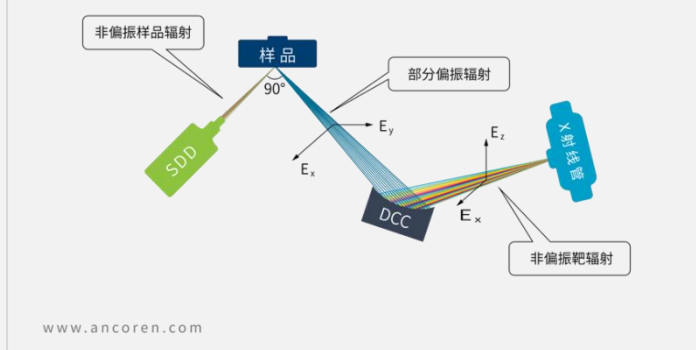 非偏振样品辐射
样品
90°
部分偏振辐射
Ey
Ex
SDD
X射线管
Ez
Ex
DCC
非偏振靶辐射
www.ancoren.com